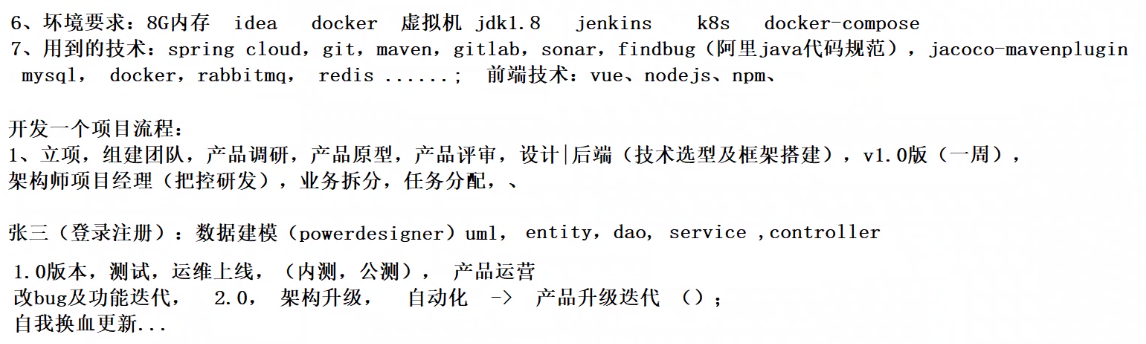 6、坏境要求：8G内存 idea docker 虚拟机 jdk1.8 jenkins k8s docker-compose
7、用到的技术：spring cloud，git，maven，gitlab，sonar，findbug（阿里java代码规范），jacoco-mavenplugin
mysql， docker，rabbitmq， redis ......; 前端技术：vue、nodejs、npm、
开发一个项目流程：
1、立项，组建团队，产品调研，产品原型，产品评审，设计|后端（技术选型及框架搭建），v1.0版（一周），
架构师项目经理（把控研发），业务拆分，任务分配，、
张三（登录注册）：数据建模（powerdesigner）uml， entity，dao, service ,controller
1.0版本，测试，运维上线，（内测，公测）， 产品运营
改bug及功能迭代， 2.0， 架构升级， 自动化 -> 产品升级迭代 （）；
自我换血更新...